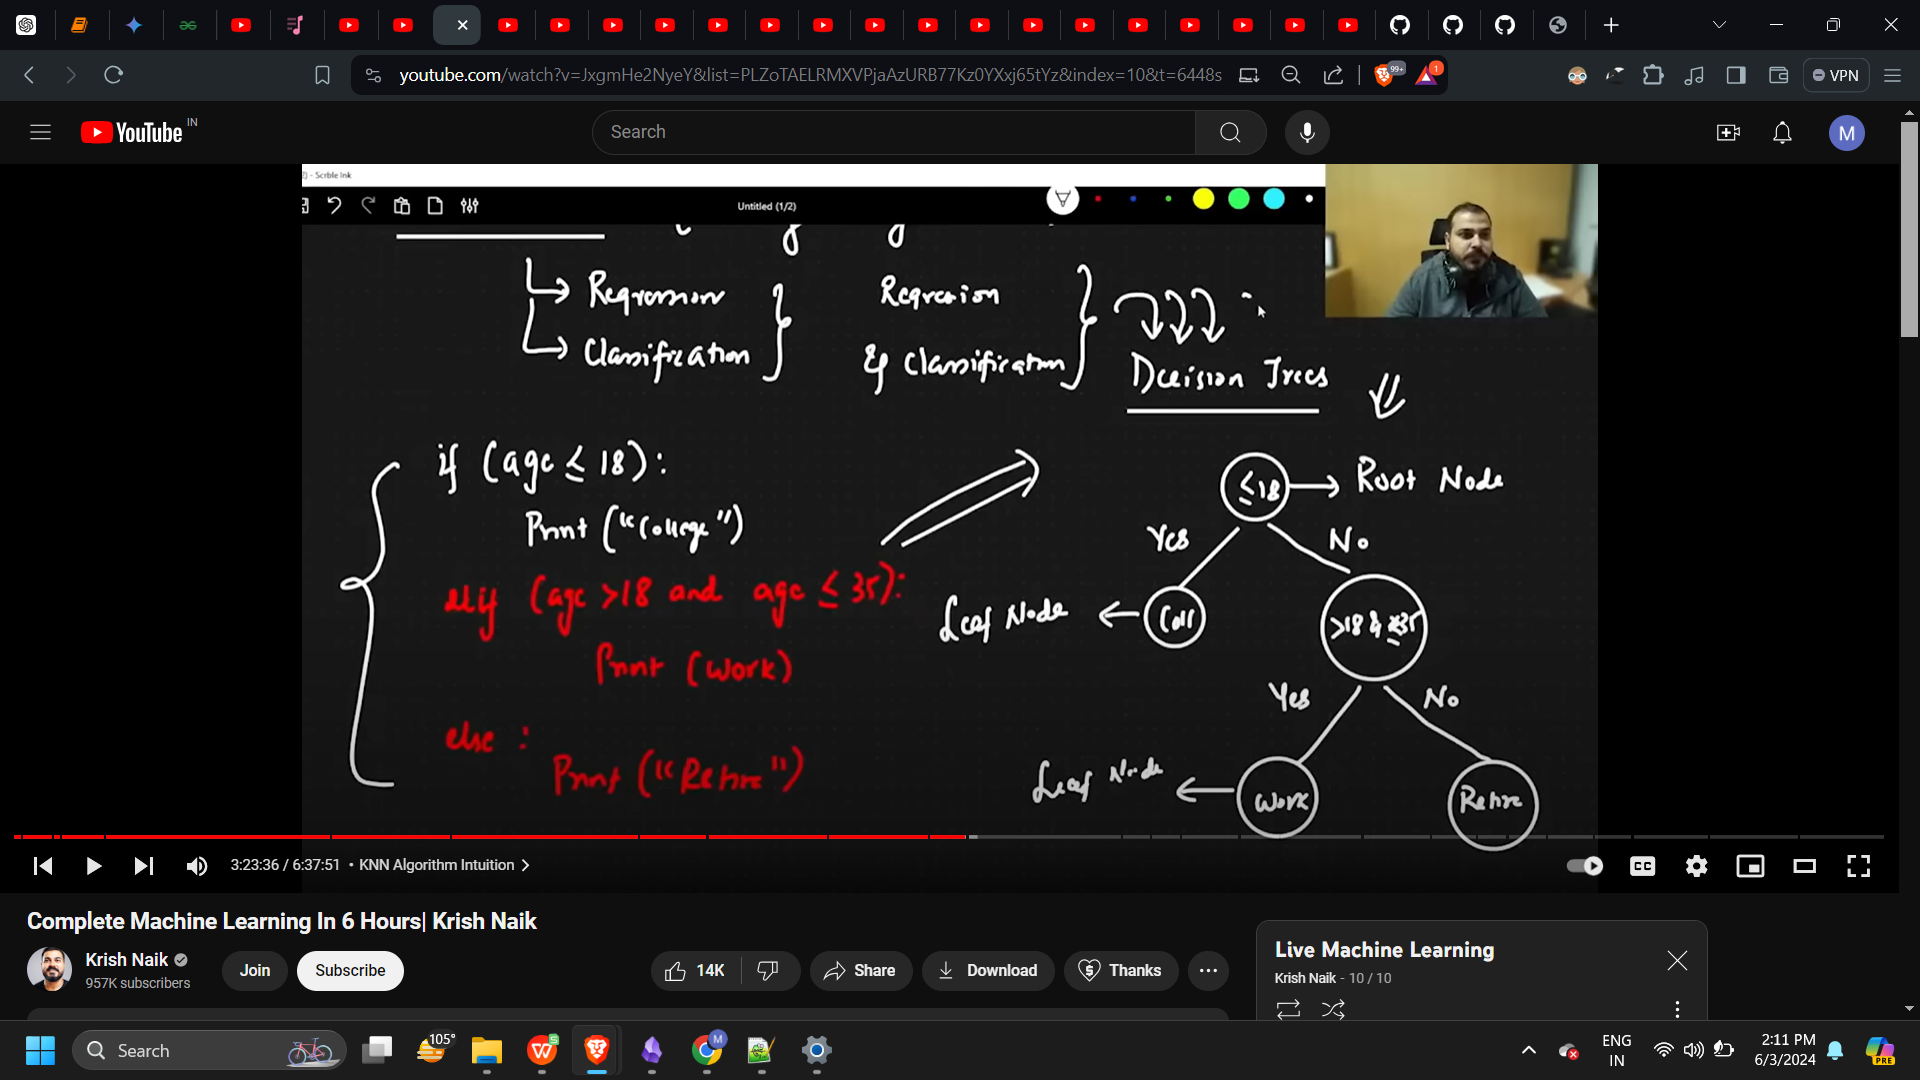 youtube.com/watch?v=JxgmHe2NyeY&list=PLZoTAELRMXVPjaAzURB77Kz0YXxj65tYz&index=10&t=6448s
99+
1
VPN
YouTube IN
Search
M
- Scrble Ink
Untitled (1/2)
Regression
Regression
Classification
& Classification
Decision Trees
if (age ≤ 18):
Print ("College")
elif (age >18 and age ≤ 35):
Print (Work)
else :
Print ("Retire")
≤18
Root Node
Yes
No
Leaf Node
Coll
>18 & ≤35
Yes
No
Leaf Node
Work
Retire
3:23:36 / 6:37:51 • KNN Algorithm Intuition
CC
Complete Machine Learning In 6 Hours| Krish Naik
Krish Naik
957K subscribers
Join
Subscribe
14K
Share
Download
Thanks
Live Machine Learning
Krish Naik - 10 / 10
Search
105°
M
ENG
IN
2:11 PM
6/3/2024
PRE